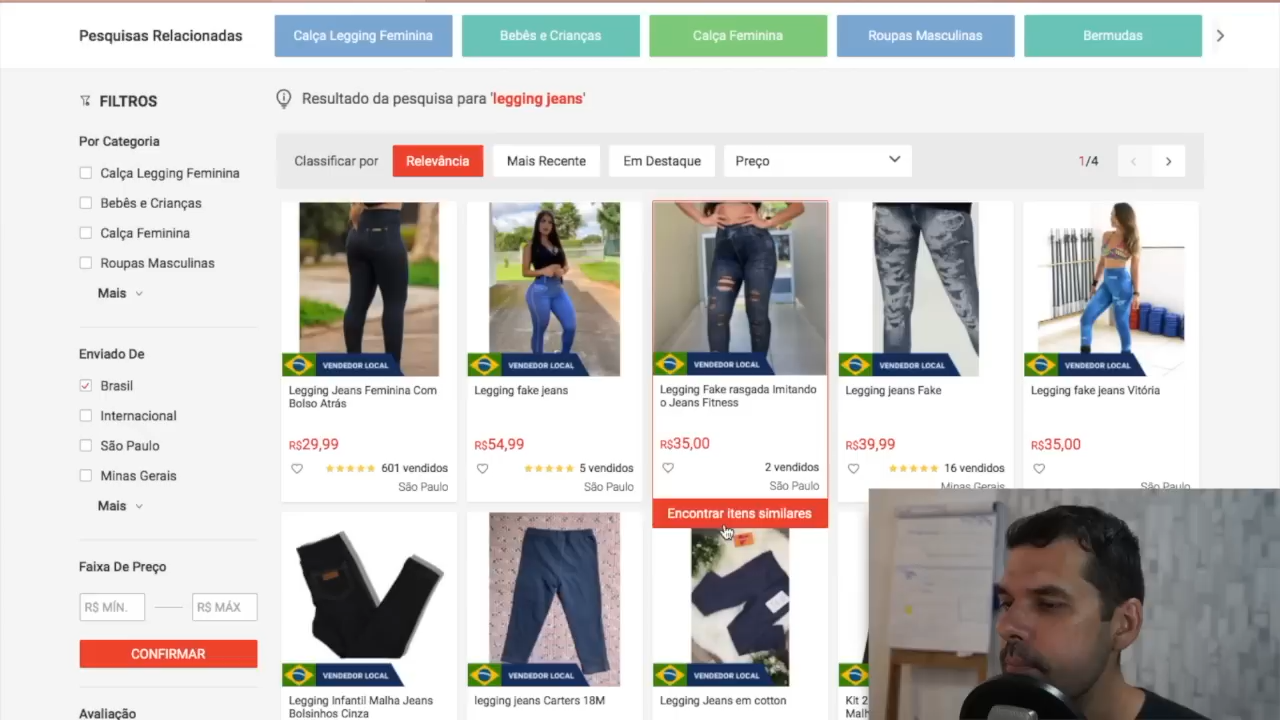 Pesquisas Relacionadas
Calça Legging Feminina
Bebês e Crianças
Calça Feminina
Roupas Masculinas
Bermudas
FILTROS
Por Categoria
Calça Legging Feminina
Bebês e Crianças
Calça Feminina
Roupas Masculinas
Mais
Enviado De
Brasil
Internacional
São Paulo
Minas Gerais
Mais
Faixa De Preço
R$ MÍN.
R$ MÁX
CONFIRMAR
Avaliação
Resultado da pesquisa para 'legging jeans'
Classificar por
Relevância
Mais Recente
Em Destaque
Preço
1/4
VENDEDOR LOCAL
Legging Jeans Feminina Com
Bolso Atrás
R$29,99
601 vendidos
São Paulo
VENDEDOR LOCAL
Legging fake jeans
R$54,99
5 vendidos
São Paulo
VENDEDOR LOCAL
Legging Fake rasgada Imitando
o Jeans Fitness
R$35,00
2 vendidos
São Paulo
Encontrar itens similares
VENDEDOR LOCAL
Legging jeans Fake
R$39,99
16 vendidos
Minas Gerais
VENDEDOR LOCAL
Legging fake jeans Vitória
R$35,00
São Paulo
VENDEDOR LOCAL
Legging Infantil Malha Jeans
Bolsinhos Cinza
VENDEDOR LOCAL
legging jeans Carters 18M
VENDEDOR LOCAL
Legging Jeans em cotton
Kit 2
Malh